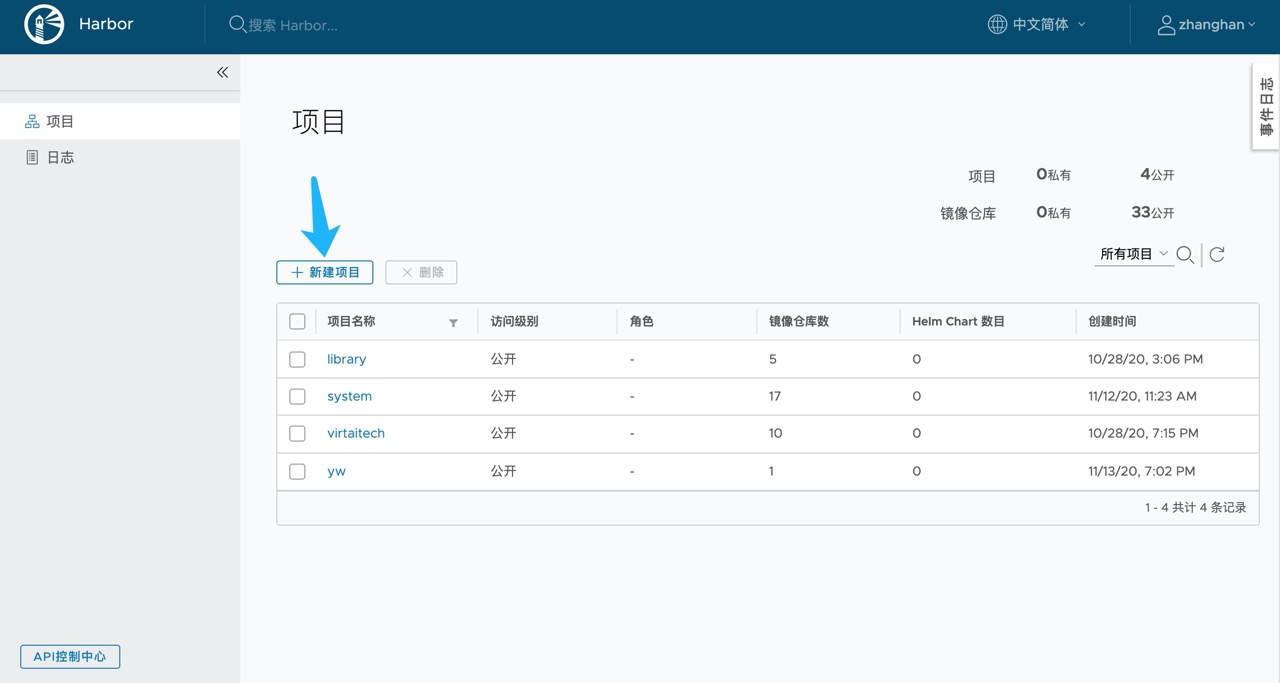 Harbor
搜索 Harbor...
中文简体
zhanghan
项目
日志
API控制中心
事件日志
项目
项目 0私有 4公开
镜像仓库 0私有 33公开
所有项目
新建项目 删除
项目名称 访问级别 角色 镜像仓库数 Helm Chart 数目 创建时间
library 公开 - 5 0 10/28/20, 3:06 PM
system 公开 - 17 0 11/12/20, 11:23 AM
virtaitech 公开 - 10 0 10/28/20, 7:15 PM
yw 公开 - 1 0 11/13/20, 7:02 PM
1 - 4 共计 4 条记录